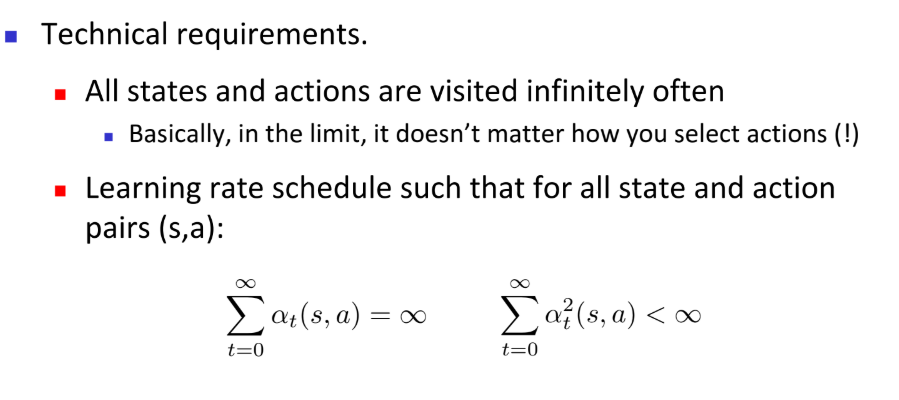 Technical requirements.
All states and actions are visited infinitely often
Basically, in the limit, it doesn't matter how you select actions (!)
Learning rate schedule such that for all state and action
pairs (s,a):
$\sum_{t=0}^{\infty} \alpha_t(s, a) = \infty$ $\sum_{t=0}^{\infty} \alpha_t^2(s, a) < \infty$